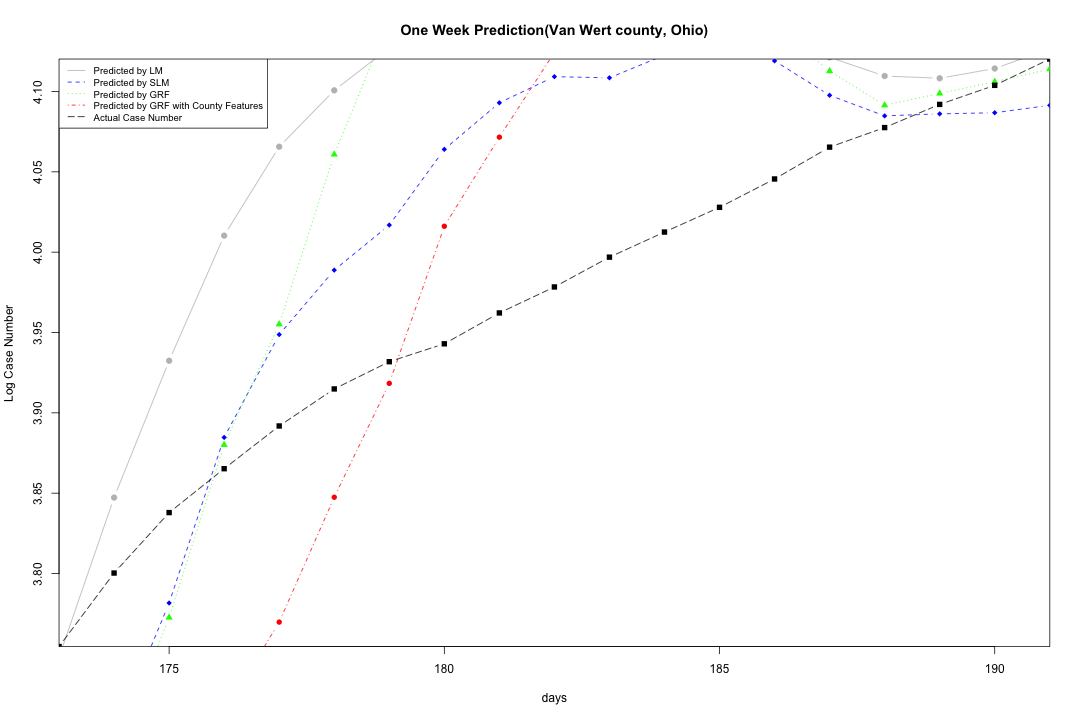 One Week Prediction(Van Wert county, Ohio)
Predicted by LM
Predicted by SLM
Predicted by GRF
Predicted by GRF with County Features
Actual Case Number
4.10
4.05
4.00
3.95
3.90
3.85
3.80
Log Case Number
175 180 185 190
days